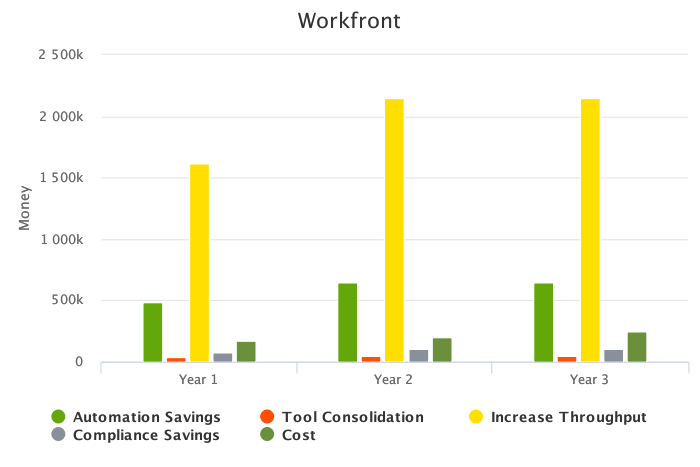 Workfront
2 500k
2 000k
1 500k
1 000k
500k
0
Money
Year 1 Year 2 Year 3
Automation Savings Tool Consolidation Increase Throughput
Compliance Savings Cost